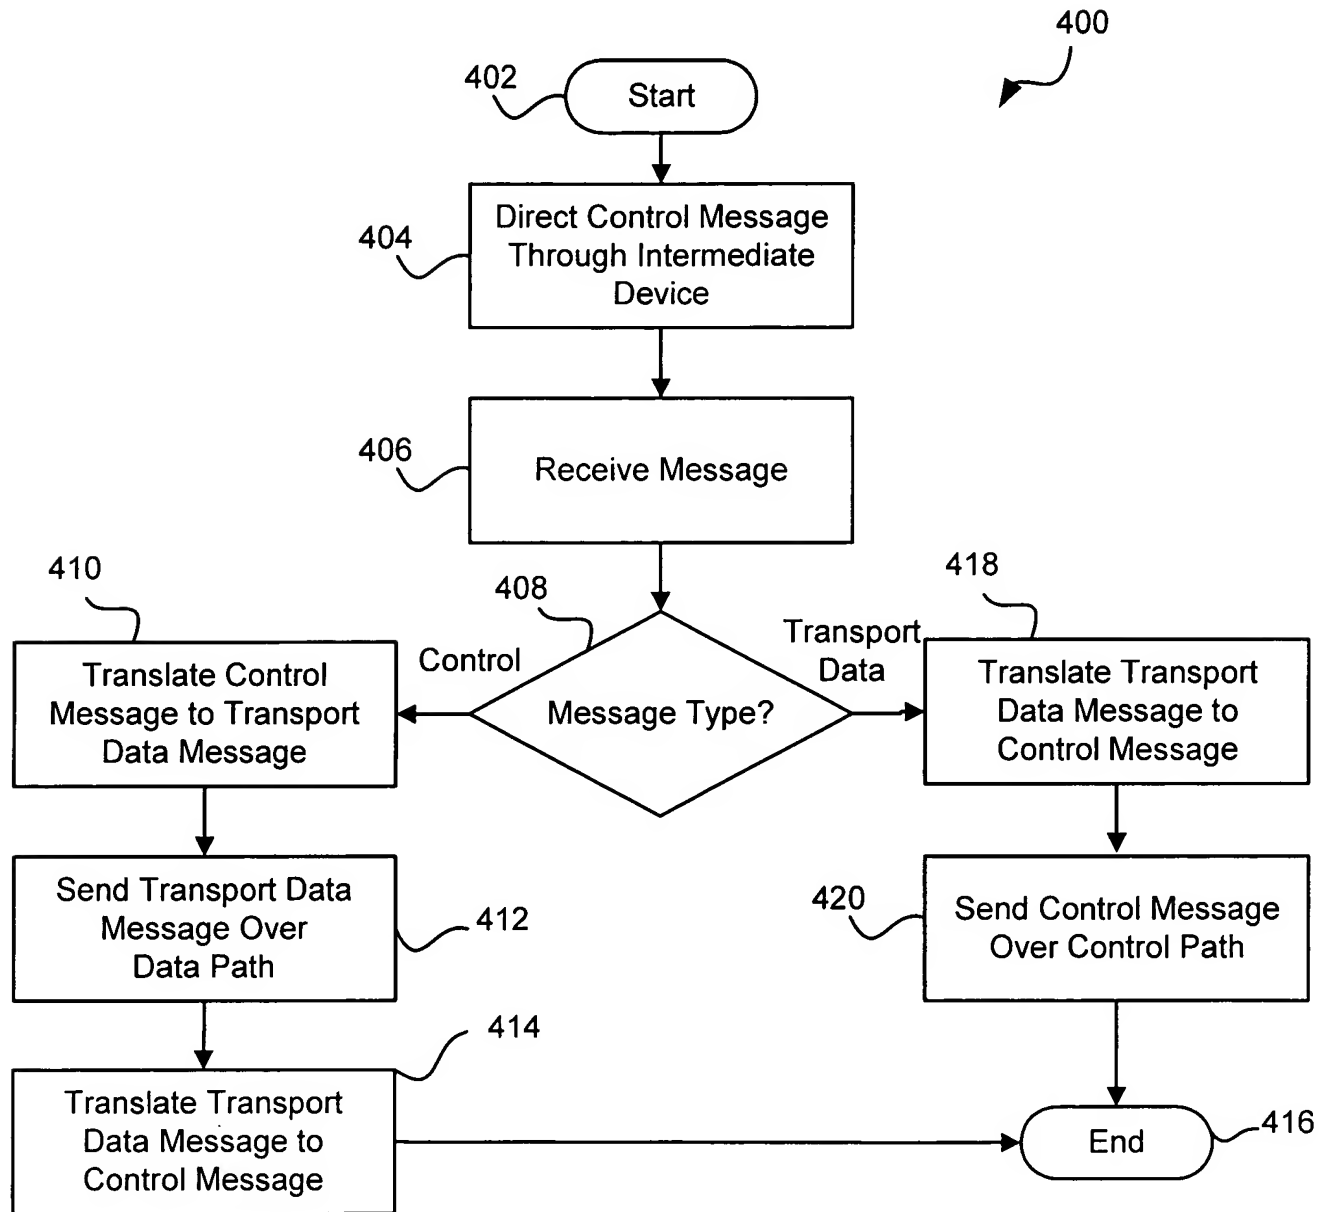 400
402
Start
404
Direct Control Message
Through Intermediate
Device
406
Receive Message
408
Message Type?
Control
Transport
Data
410
Translate Control
Message to Transport
Data Message
418
Translate Transport
Data Message to
Control Message
Send Transport Data
Message Over
Data Path
412
420
Send Control Message
Over Control Path
414
Translate Transport
Data Message to
Control Message
End
416